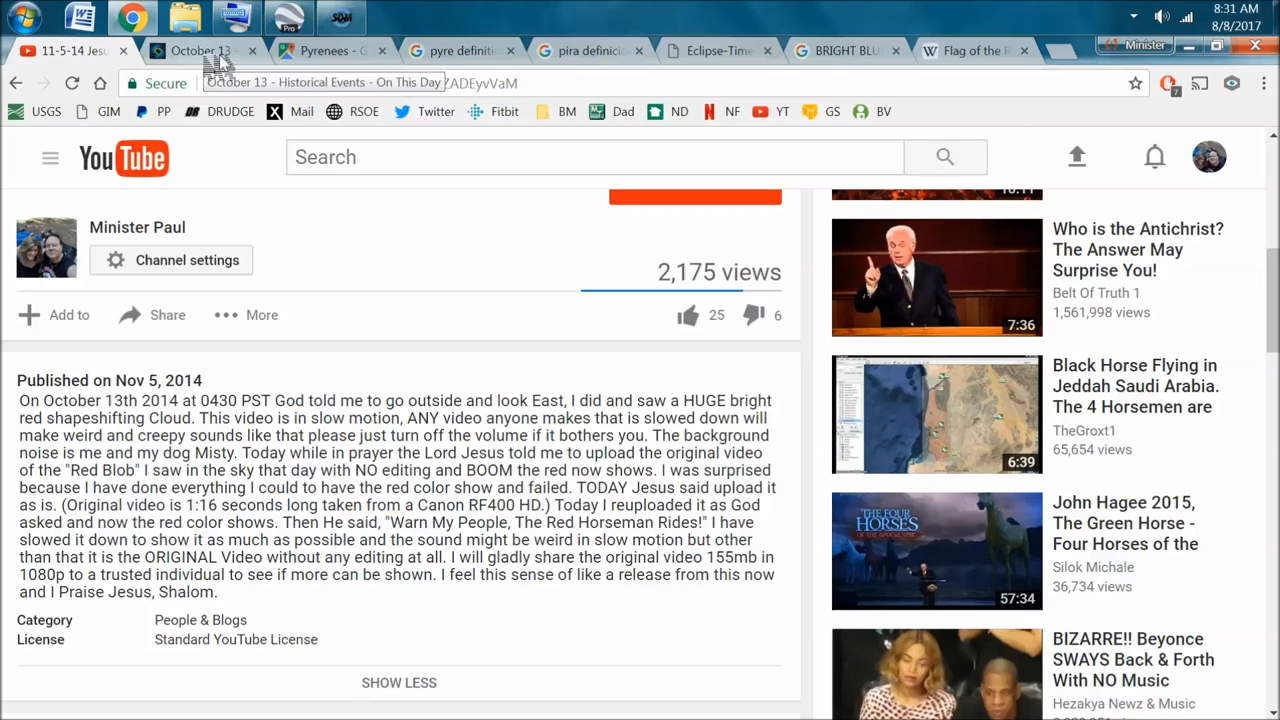 8:31 AM
8/8/2017
Pro
SDM
11-5-14 Jesu
October 13 -
Pyrenees - G
pyre definiti
pira definicio
Eclipse-Time
BRIGHT BLU
Flag of the R
Minister
Secure
October 13 - Historical Events - On This Day
ZADEyvVaM
7
USGS
GIM
PP
DRUDGE
Mail
RSOE
Twitter
Fitbit
BM
Dad
ND
NF
YT
GS
BV
YouTube
Search
Minister Paul
Channel settings
2,175 views
Add to
Share
More
25
6
Published on Nov 5, 2014
On October 13th 2014 at 0430 PST God told me to go outside and look East, I did and saw a HUGE bright
red shapeshifting cloud. This video is in slow motion, ANY video anyone makes that is slowed down will
make weird and creepy sounds like that please just turn off the volume if it bothers you. The background
noise is me and my dog Misty. Today while in prayer the Lord Jesus told me to upload the original video
of the "Red Blob" I saw in the sky that day with NO editing and BOOM the red now shows. I was surprised
because I have done everything I could to have the red color show and failed. TODAY Jesus said upload it
as is. (Original video is 1:16 seconds long taken from a Canon RF400 HD.) Today I reuploaded it as God
asked and now the red color shows. Then He said, "Warn My People, The Red Horseman Rides!" I have
slowed it down to show it as much as possible and the sound might be weird in slow motion but other
than that it is the ORIGINAL Video without any editing at all. I will gladly share the original video 155mb in
1080p to a trusted individual to see if more can be shown. I feel this sense of like a release from this now
and I Praise Jesus, Shalom.
Category
People & Blogs
License
Standard YouTube License
SHOW LESS
Who is the Antichrist?
The Answer May
Surprise You!
Belt Of Truth 1
1,561,998 views
7:36
Black Horse Flying in
Jeddah Saudi Arabia.
The 4 Horsemen are
TheGroxt1
65,654 views
6:39
THE FOUR
HORSES
John Hagee 2015,
The Green Horse -
Four Horses of the
Silok Michale
36,734 views
57:34
BIZARRE!! Beyonce
SWAYS Back & Forth
With NO Music
Hezakya Newz & Music